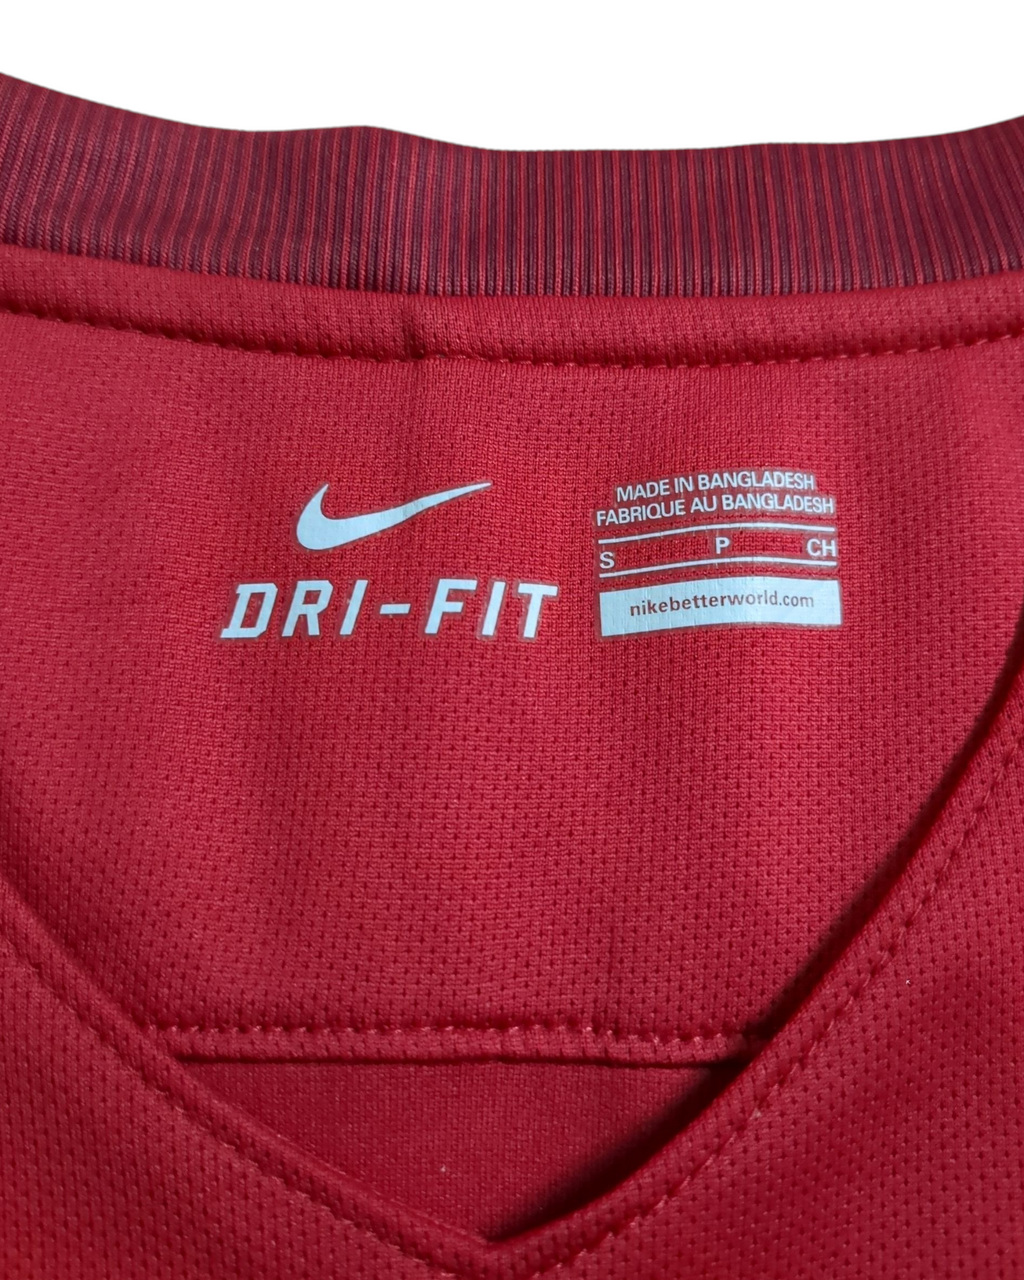 DRI-FIT
MADE IN BANGLADESH
FABRIQUE AU BANGLADESH
S P CH
nikebetterworld.com